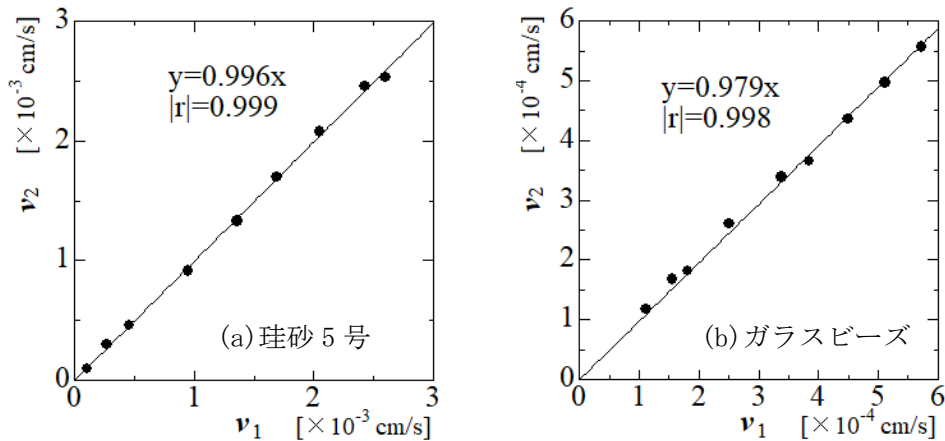 3
2
1
0
[×10⁻³ cm/s]
v₂
y=0.996x
|r|=0.999
(a)珪砂5号
0 1 2 3
v₁ [×10⁻³ cm/s]
6
5
4
3
2
1
0
[×10⁻⁴ cm/s]
v₂
y=0.979x
|r|=0.998
(b)ガラスビーズ
0 1 2 3 4 5 6
v₁ [×10⁻⁴ cm/s]